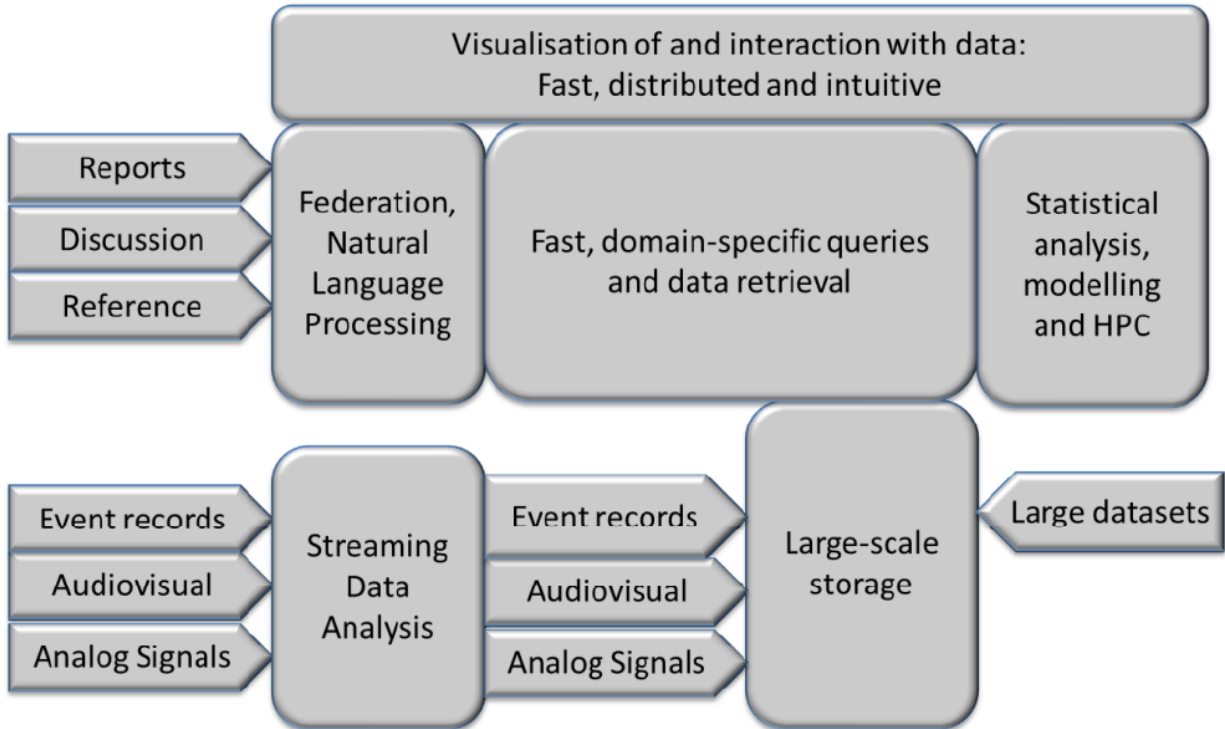 Visualisation of and interaction with data:
Fast, distributed and intuitive
Reports
Discussion
Reference
Federation,
Natural
Language
Processing
Fast, domain-specific queries
and data retrieval
Statistical
analysis,
modelling
and HPC
Event records
Audiovisual
Analog Signals
Streaming
Data
Analysis
Event records
Audiovisual
Analog Signals
Large-scale
storage
Large datasets